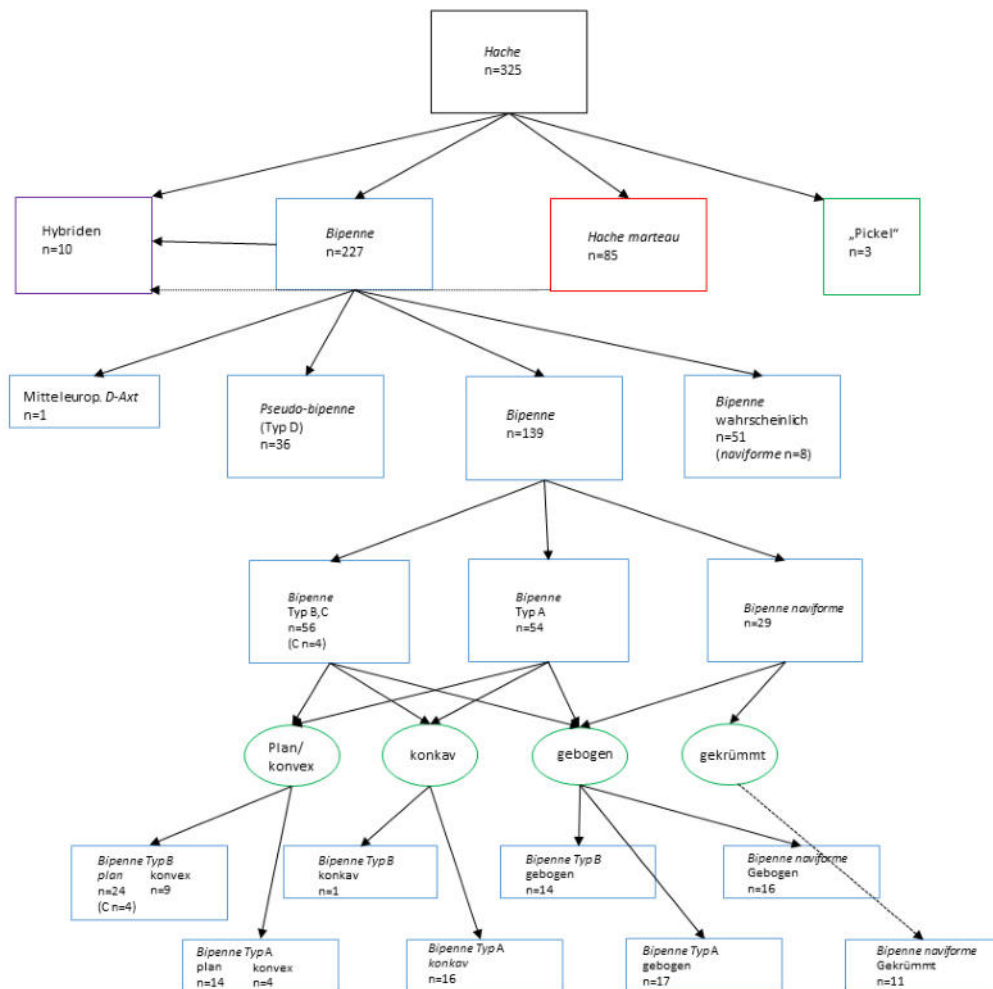 Hache
n=325
Hybriden
n=10
Bipenne
n=227
Hache marteau
n=85
„Pickel“
n=3
Mitteleurop. D-Axt
n=1
Pseudo-bipenne
(Typ D)
n=36
Bipenne
n=139
Bipenne
wahrscheinlich
n=51
(naviforme n=8)
Bipenne
Typ B,C
n=56
(C n=4)
Bipenne
Typ A
n=54
Bipenne naviforme
n=29
Plan/
konvex
konkav
gebogen
gekrümmt
Bipenne Typ B
plan konvex
n=24 n=9
(C n=4)
Bipenne Typ B
konkav
n=1
Bipenne Typ B
gebogen
n=14
Bipenne naviforme
Gebogen
n=16
Bipenne Typ A
plan konvex
n=14 n=4
Bipenne Typ A
konkav
n=16
Bipenne Typ A
gebogen
n=17
Bipenne naviforme
Gekrümmt
n=11